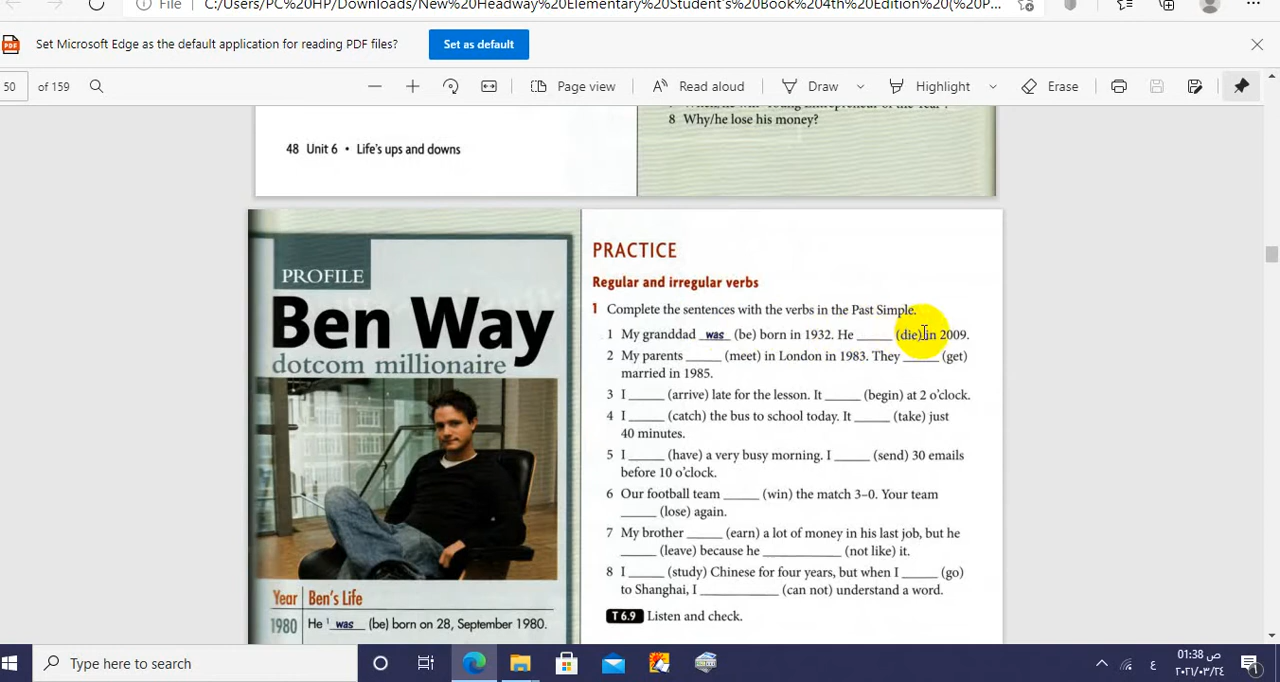 File
C:/Users/PC%20HP/Downloads/New%20Headway%20Elementary%20Student's%20Book%204th%20Edition%20(%20P...
Set Microsoft Edge as the default application for reading PDF files?
Set as default
50 of 159
Page view
Read aloud
Draw
Highlight
Erase
8 Why/he lose his money?
48 Unit 6 • Life's ups and downs
PROFILE
Ben Way
dotcom millionaire
Year Ben's Life
1980 He ¹ was (be) born on 28, September 1980.
PRACTICE
Regular and irregular verbs
1 Complete the sentences with the verbs in the Past Simple.
1 My granddad was (be) born in 1932. He _____ (die) in 2009.
2 My parents _____ (meet) in London in 1983. They _____ (get)
married in 1985.
3 I _____ (arrive) late for the lesson. It _____ (begin) at 2 o'clock.
4 I _____ (catch) the bus to school today. It _____ (take) just
40 minutes.
5 I _____ (have) a very busy morning. I _____ (send) 30 emails
before 10 o'clock.
6 Our football team _____ (win) the match 3–0. Your team
_____ (lose) again.
7 My brother _____ (earn) a lot of money in his last job, but he
_____ (leave) because he ___________ (not like) it.
8 I _____ (study) Chinese for four years, but when I _____ (go)
to Shanghai, I ___________ (can not) understand a word.
T 6.9 Listen and check.
Type here to search
ع
01:38 ص
٢٠٢١/٠٣/٢٤
1